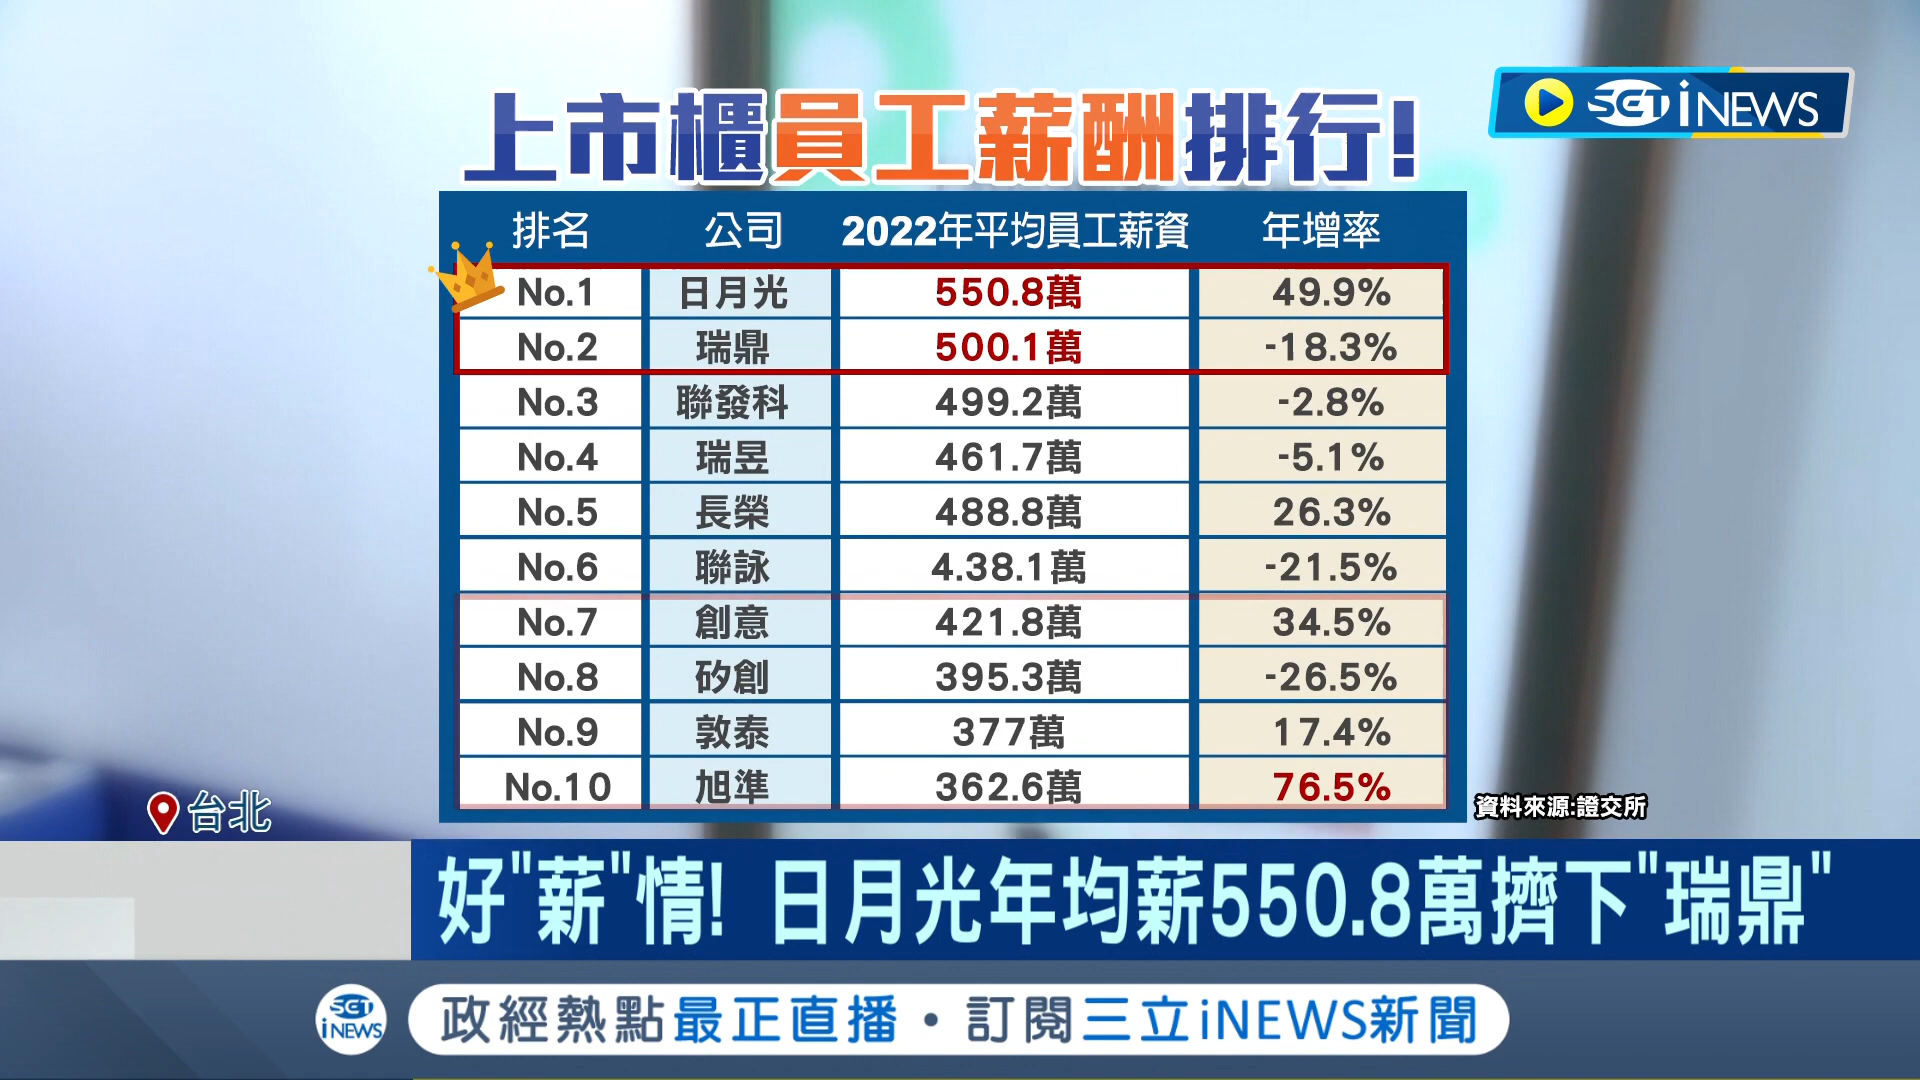 上市櫃員工薪酬排行!
SET iNEWS
排名 公司 2022年平均員工薪資 年增率
No.1 日月光 550.8萬 49.9%
No.2 瑞鼎 500.1萬 -18.3%
No.3 聯發科 499.2萬 -2.8%
No.4 瑞昱 461.7萬 -5.1%
No.5 長榮 488.8萬 26.3%
No.6 聯詠 4.38.1萬 -21.5%
No.7 創意 421.8萬 34.5%
No.8 矽創 395.3萬 -26.5%
No.9 敦泰 377萬 17.4%
No.10 旭準 362.6萬 76.5%
資料來源:證交所
台北
好"薪"情! 日月光年均薪550.8萬擠下"瑞鼎"
SET iNEWS
政經熱點最正直播・訂閱三立iNEWS新聞